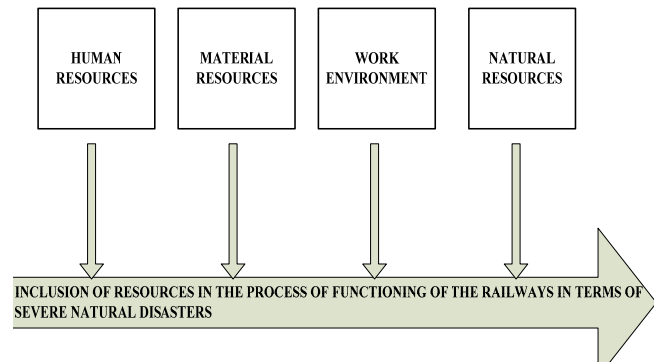 HUMAN
RESOURCES
MATERIAL
RESOURCES
WORK
ENVIRONMENT
NATURAL
RESOURCES
INCLUSION OF RESOURCES IN THE PROCESS OF FUNCTIONING OF THE RAILWAYS IN TERMS OF
SEVERE NATURAL DISASTERS